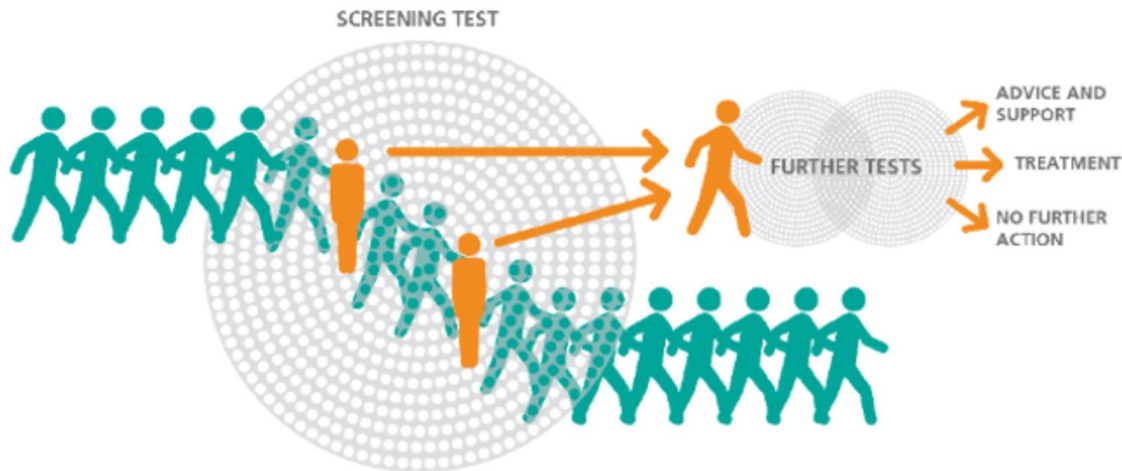 SCREENING TEST
FURTHER TESTS
ADVICE AND
SUPPORT
TREATMENT
NO FURTHER
ACTION